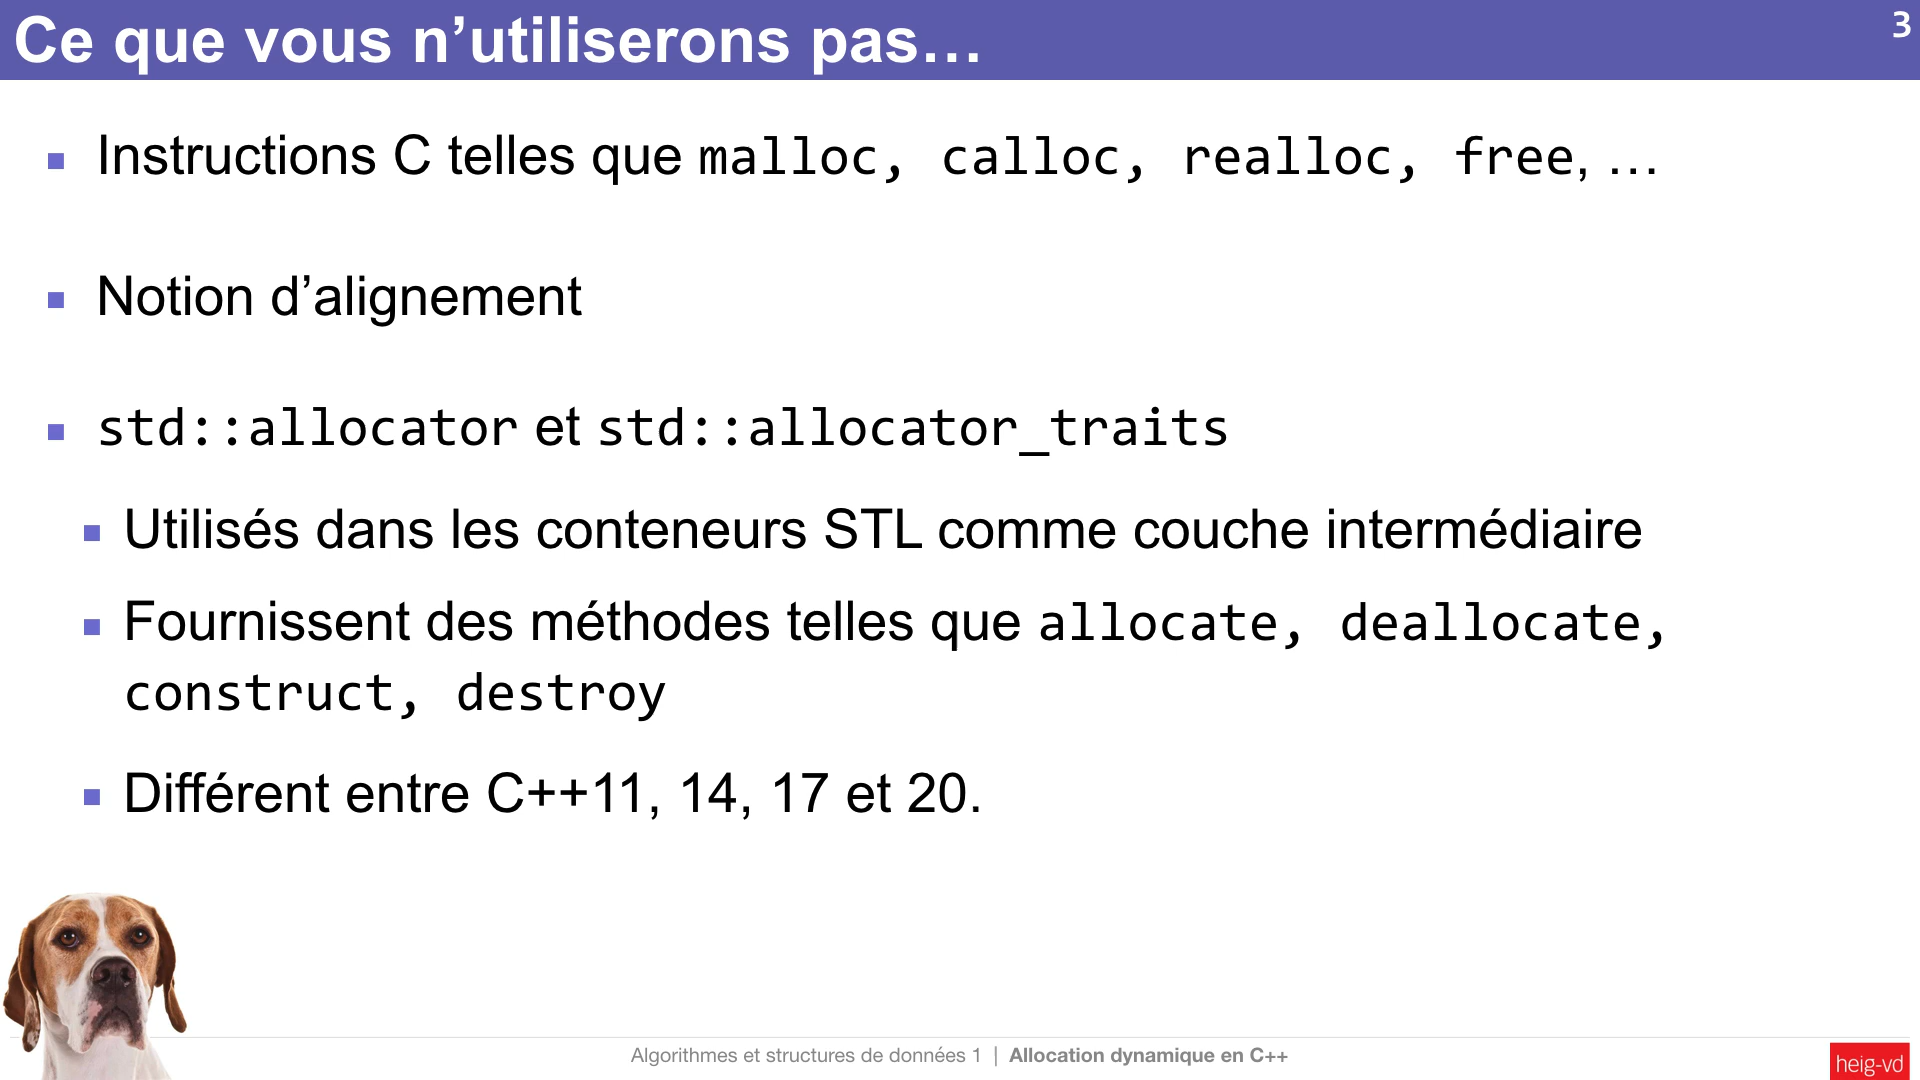 Ce que vous n’utiliserons pas…
3
Instructions C telles que malloc, calloc, realloc, free, …
Notion d’alignement
std::allocator et std::allocator_traits
Utilisés dans les conteneurs STL comme couche intermédiaire
Fournissent des méthodes telles que allocate, deallocate,
construct, destroy
Différent entre C++11, 14, 17 et 20.
Algorithmes et structures de données 1 | Allocation dynamique en C++
heig-vd